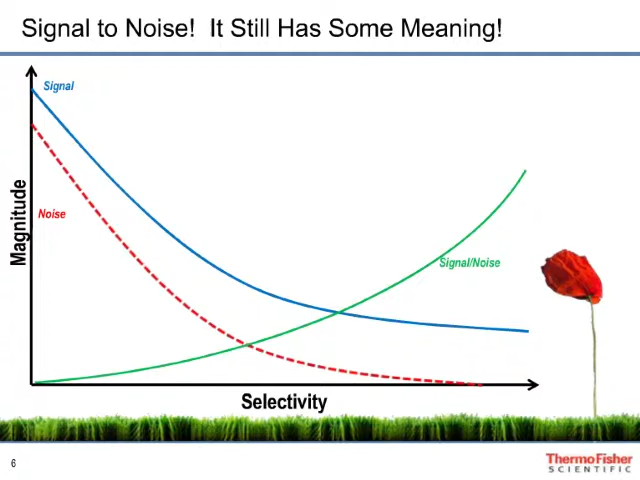 Signal to Noise!  It Still Has Some Meaning!
Signal
Noise
Magnitude
Signal/Noise
Selectivity
6
ThermoFisher
SCIENTIFIC